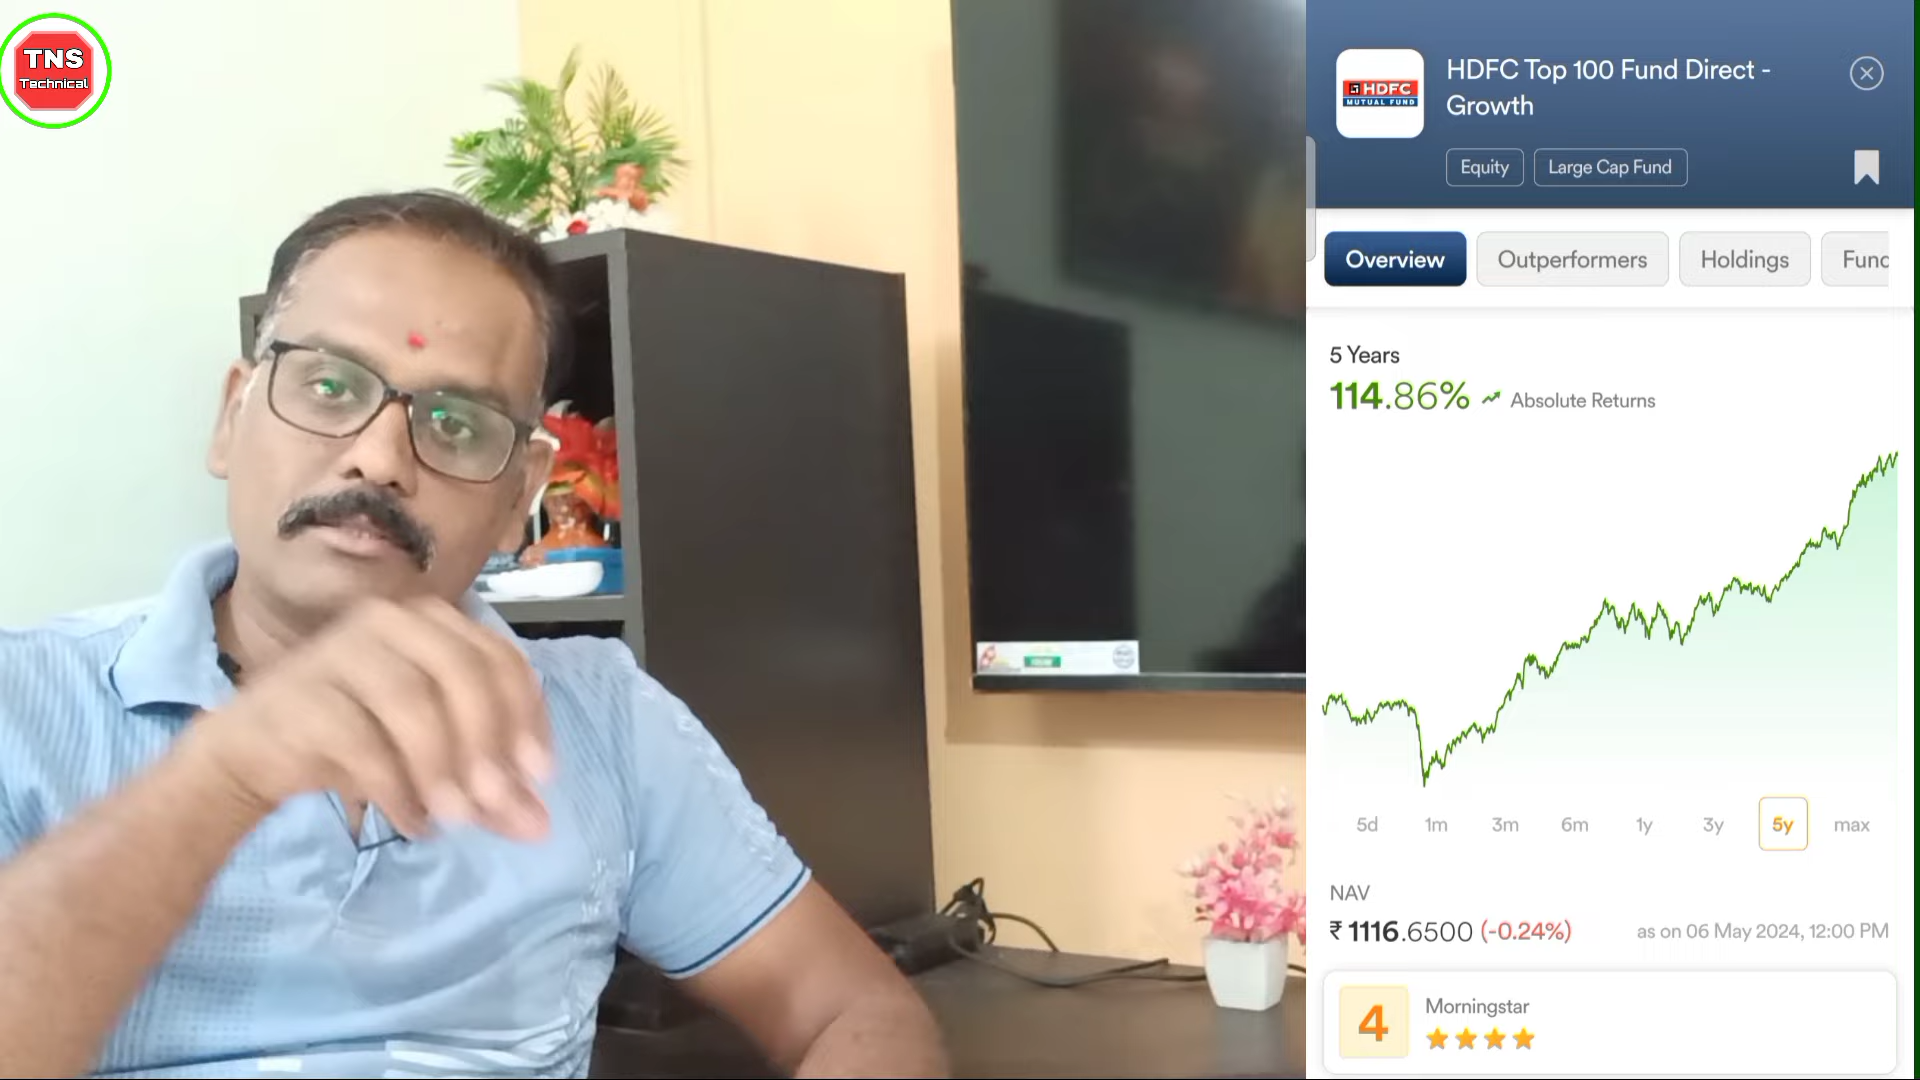 TNS
Technical
HDFC
MUTUAL FUND
HDFC Top 100 Fund Direct -
Growth
Equity
Large Cap Fund
Overview
Outperformers
Holdings
5 Years
114.86%
Absolute Returns
5d
1m
3m
6m
1y
3y
5y
max
NAV
₹ 1116.6500 (-0.24%)
as on 06 May 2024, 12:00 PM
4
Morningstar